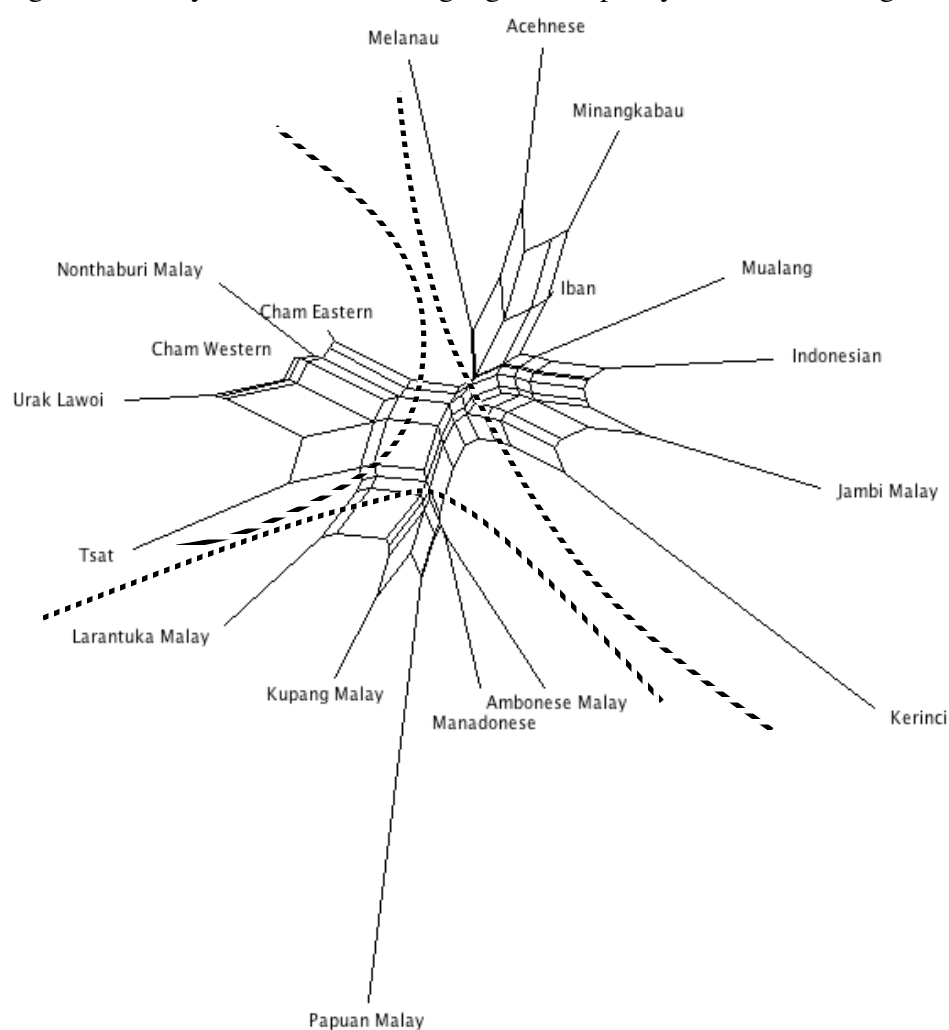 Acehnese
Melanau
Minangkabau
Nonthaburi Malay
Mualang
Iban
Cham Eastern
Cham Western
Indonesian
Urak Lawoi
Jambi Malay
Tsat
Larantuka Malay
Kupang Malay
Ambonese Malay
Manadonese
Kerinci
Papuan Malay